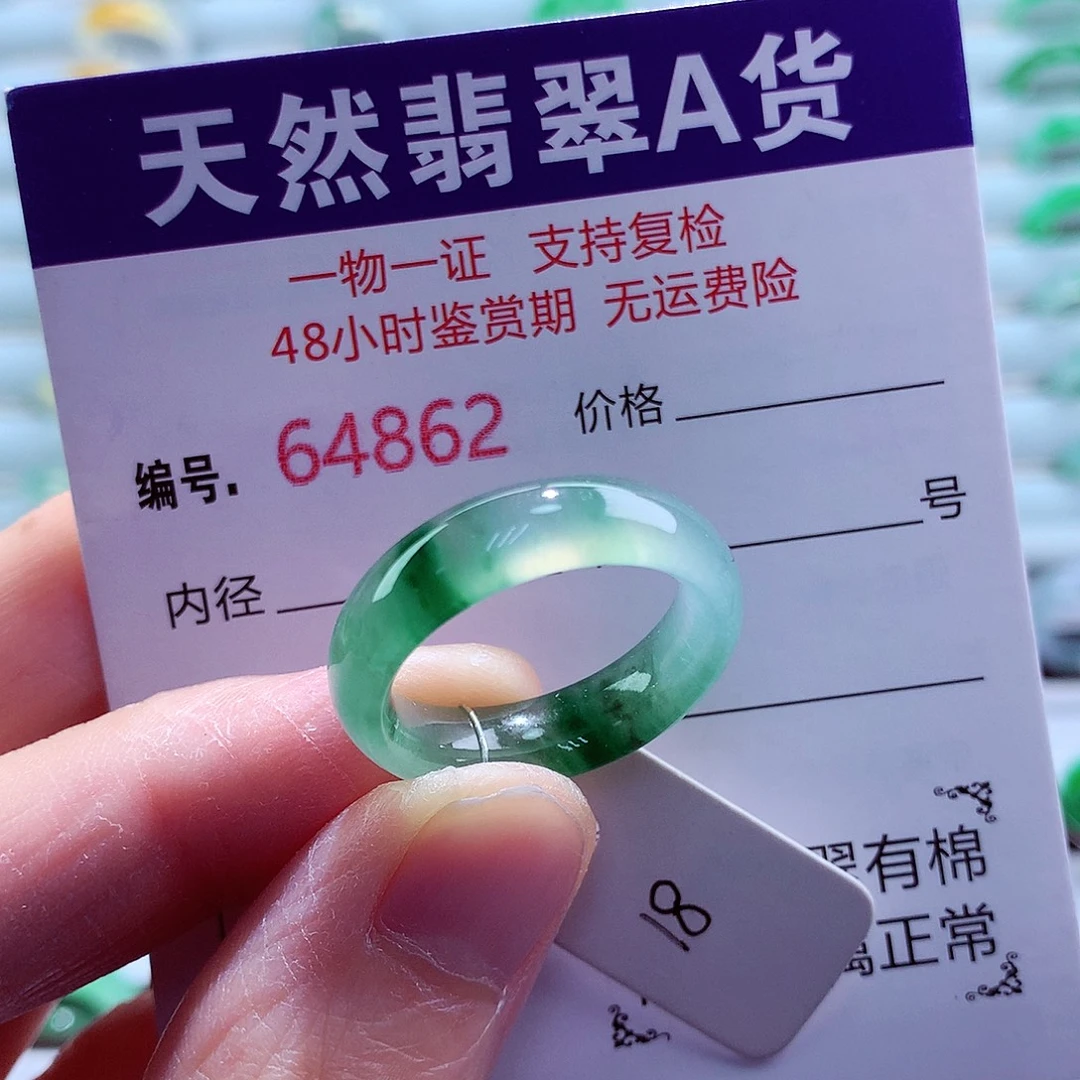 天然翡翠A货
一物一证 支持复检
48小时鉴赏期 无运费险
编号. 64862 价格
号
内径
翠有棉
属正常
18